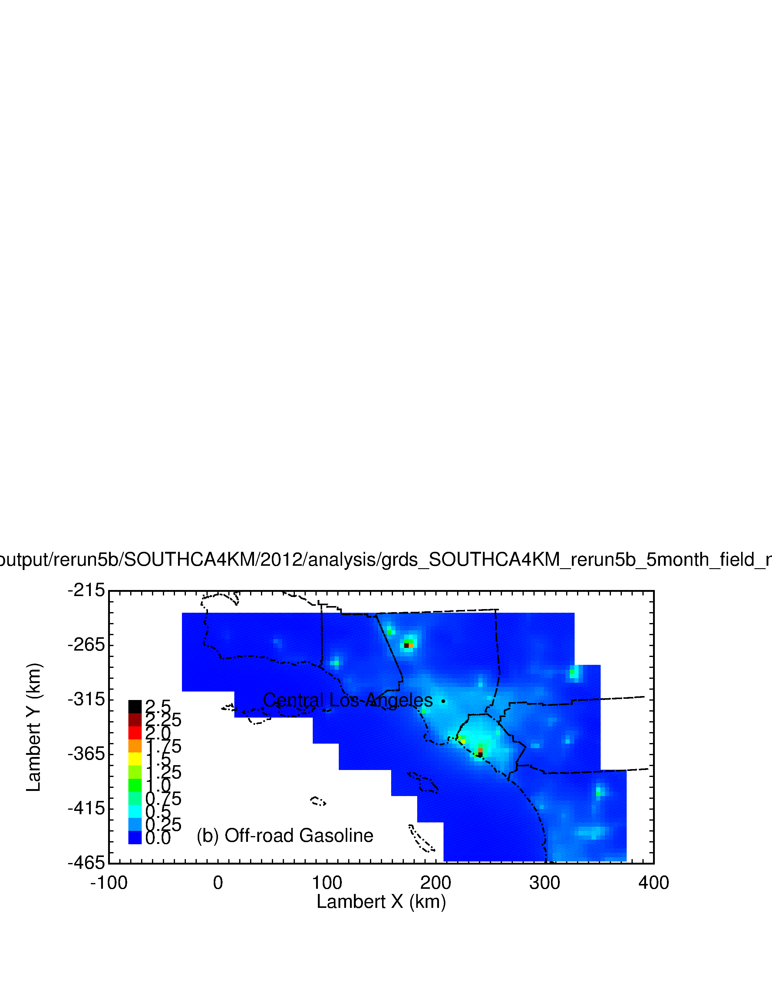 output/rerun5b/SOUTHCA4KM/2012/analysis/grds_SOUTHCA4KM_rerun5b_5month_field_
-215
-265
-315
-365
-415
-465
Lambert Y (km)
Central Los Angeles
2.5
2.25
2.0
1.75
1.5
1.25
1.0
0.75
0.5
0.25
0.0
(b) Off-road Gasoline
-100 0 100 200 300 400
Lambert X (km)